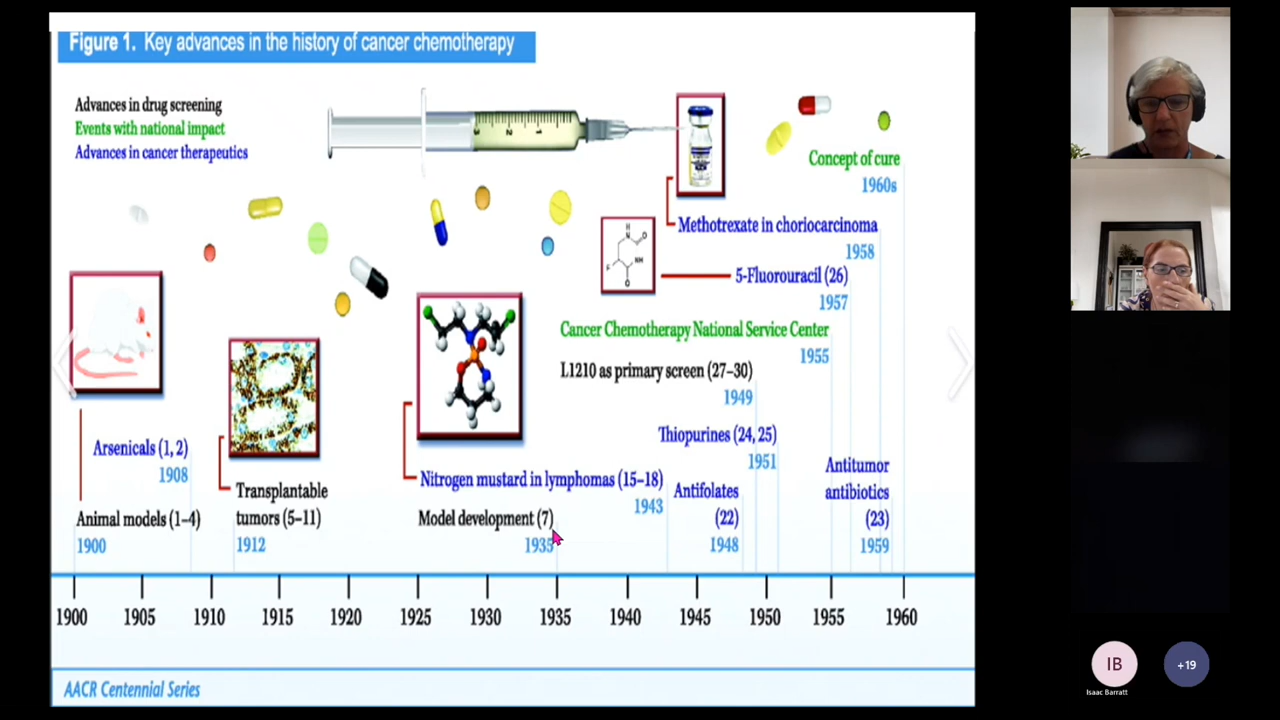 Figure 1. Key advances in the history of cancer chemotherapy
Advances in drug screening
Events with national impact
Advances in cancer therapeutics
Concept of cure
1960s
Methotrexate in choriocarcinoma
1958
5-Fluorouracil (26)
1957
Cancer Chemotherapy National Service Center
1955
L1210 as primary screen (27–30)
1949
Thiopurines (24, 25)
1951
Arsenicals (1, 2)
1908
Nitrogen mustard in lymphomas (15–18)
1943
Antifolates
(22)
1948
Antitumor
antibiotics
(23)
1959
Animal models (1–4)
1900
Transplantable
tumors (5–11)
1912
Model development (7)
1935
1900 1905 1910 1915 1920 1925 1930 1935 1940 1945 1950 1955 1960
AACR Centennial Series
IB
+19
Isaac Barratt